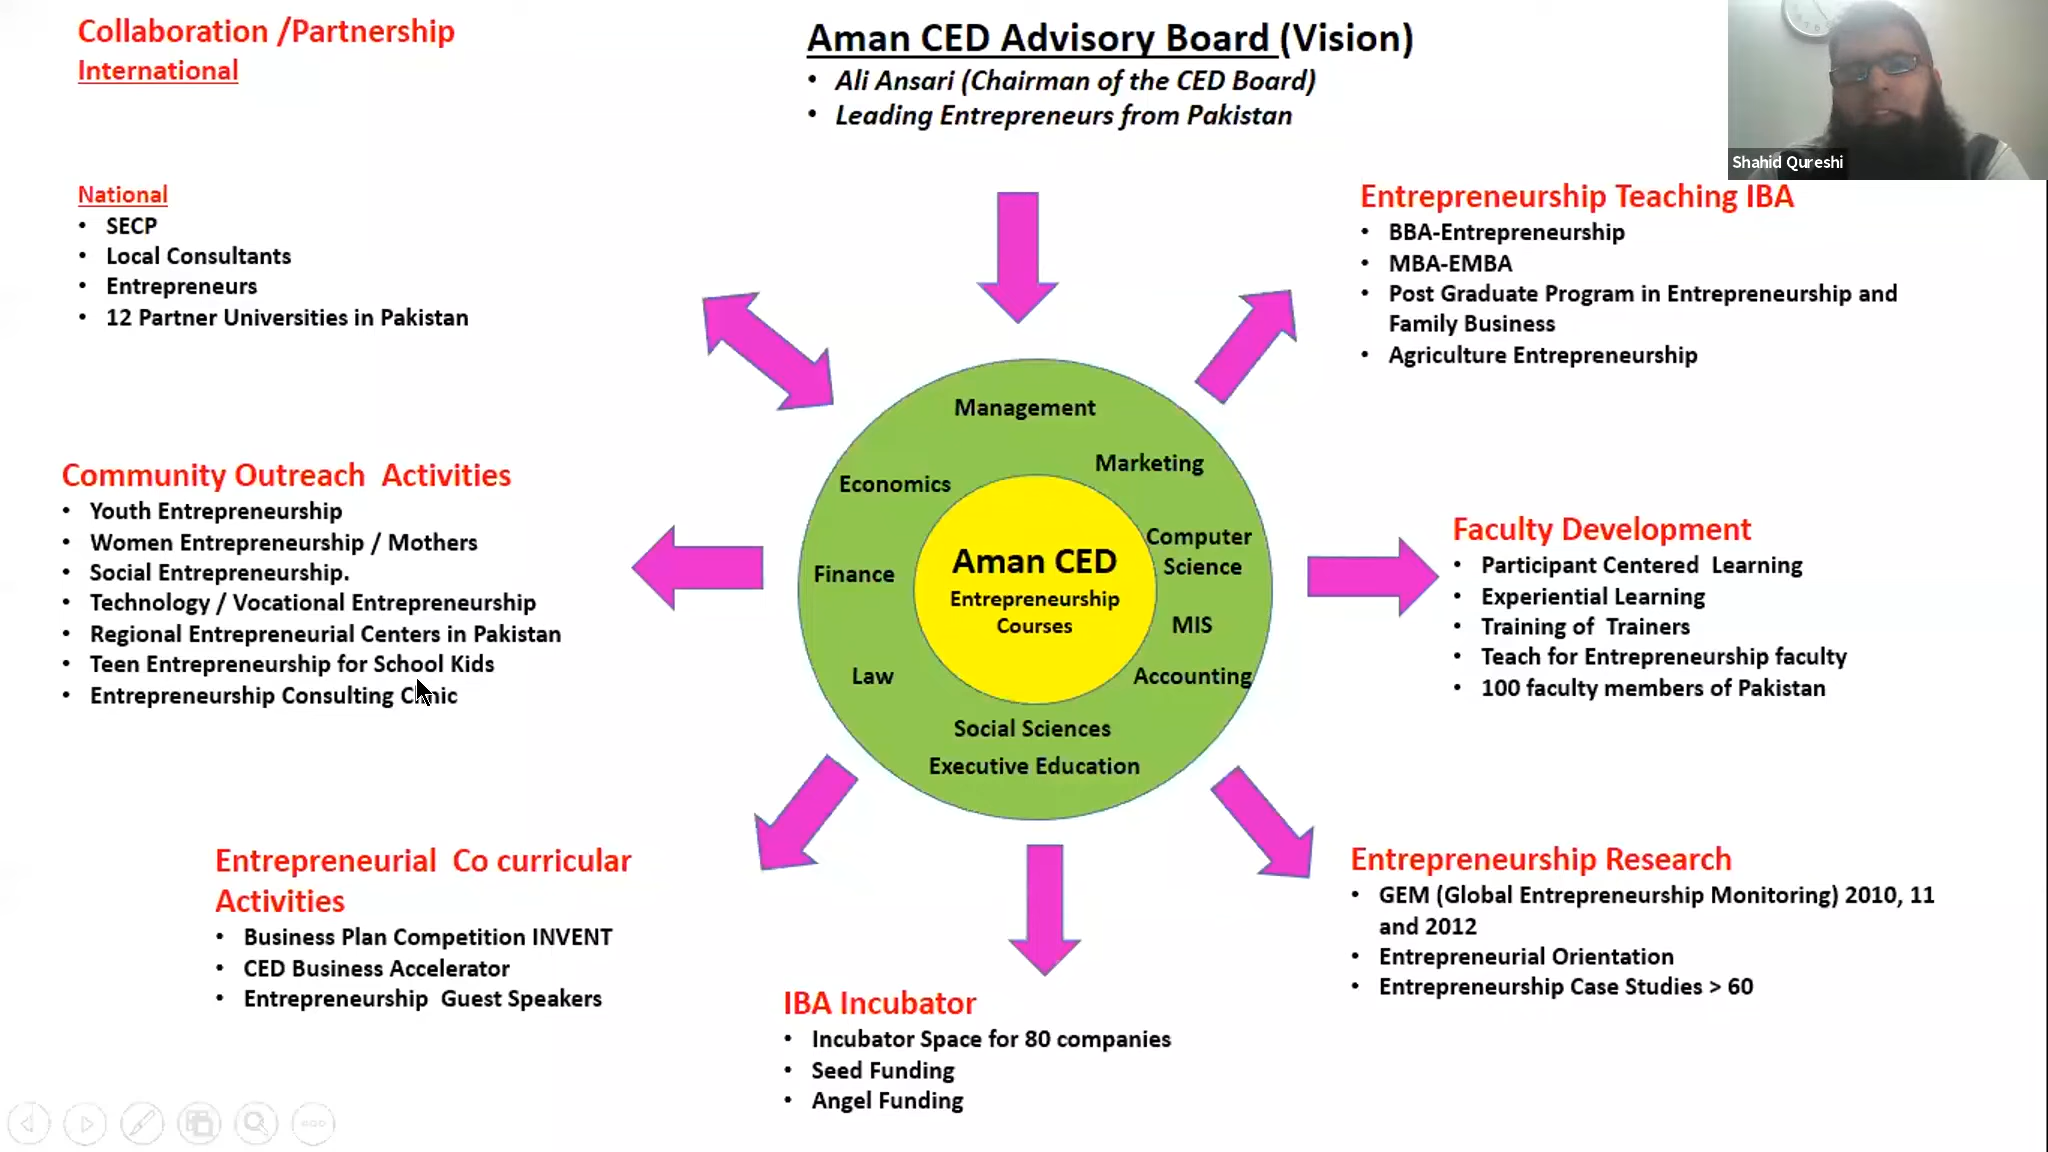 Collaboration /Partnership
International
Aman CED Advisory Board (Vision)
• Ali Ansari (Chairman of the CED Board)
• Leading Entrepreneurs from Pakistan
Shahid Qureshi
National
• SECP
• Local Consultants
• Entrepreneurs
• 12 Partner Universities in Pakistan
Entrepreneurship Teaching IBA
• BBA-Entrepreneurship
• MBA-EMBA
• Post Graduate Program in Entrepreneurship and
Family Business
• Agriculture Entrepreneurship
Community Outreach  Activities
• Youth Entrepreneurship
• Women Entrepreneurship / Mothers
• Social Entrepreneurship.
• Technology / Vocational Entrepreneurship
• Regional Entrepreneurial Centers in Pakistan
• Teen Entrepreneurship for School Kids
• Entrepreneurship Consulting Clinic
Management
Marketing
Economics
Computer
Science
Finance
MIS
Law
Accounting
Social Sciences
Executive Education
Aman CED
Entrepreneurship
Courses
Faculty Development
• Participant Centered  Learning
• Experiential Learning
• Training of  Trainers
• Teach for Entrepreneurship faculty
• 100 faculty members of Pakistan
Entrepreneurial  Co curricular
Activities
• Business Plan Competition INVENT
• CED Business Accelerator
• Entrepreneurship  Guest Speakers
IBA Incubator
• Incubator Space for 80 companies
• Seed Funding
• Angel Funding
Entrepreneurship Research
• GEM (Global Entrepreneurship Monitoring) 2010, 11
and 2012
• Entrepreneurial Orientation
• Entrepreneurship Case Studies > 60